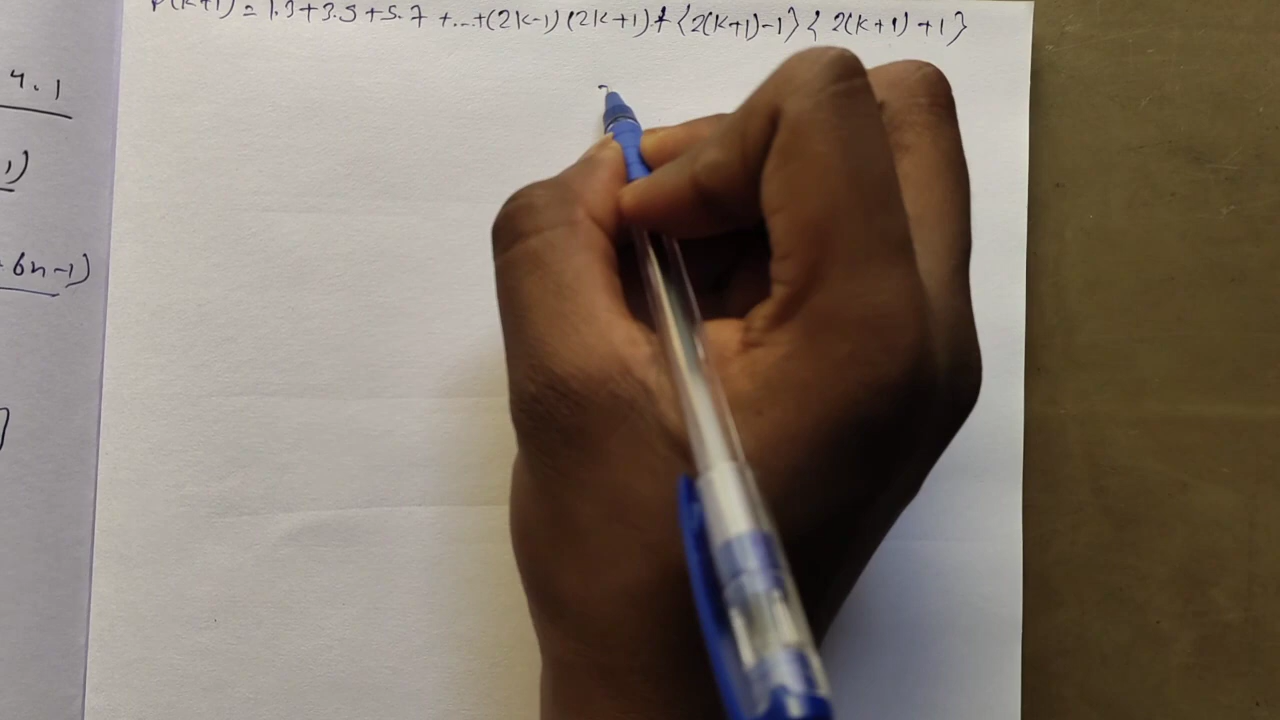 P(k+1) = 1.3+3.5+5.7 +...+(2k-1)(2k+1)+{2(k+1)-1}{2(k+1)+1}
4.1
1)
6n-1)
]